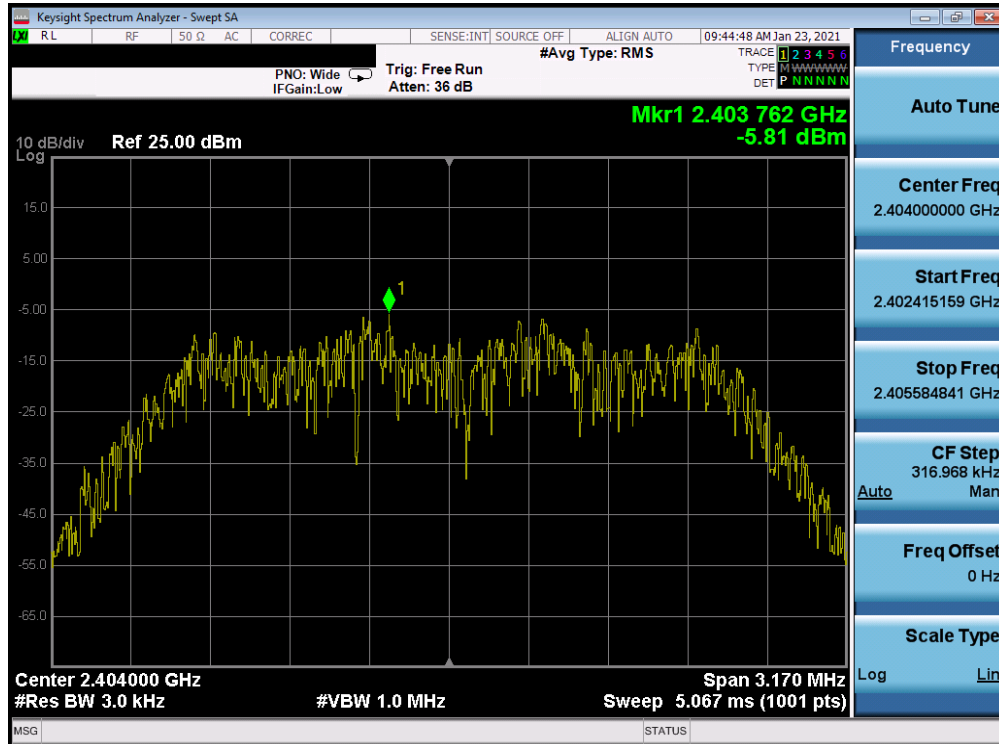 Keysight Spectrum Analyzer - Swept SA
LXI RL RF 50 Ω AC CORREC SENSE:INT SOURCE OFF ALIGN AUTO 09:44:48 AM Jan 23, 2021
PNO: Wide
IFGain:Low
Trig: Free Run
Atten: 36 dB
#Avg Type: RMS
TRACE 1 2 3 4 5 6
TYPE M WWWWW
DET P N N N N N
Mkr1 2.403 762 GHz
-5.81 dBm
10 dB/div
Log
Ref 25.00 dBm
15.0
5.00
-5.00
-15.0
-25.0
-35.0
-45.0
-55.0
-65.0
1
Center 2.404000 GHz
Span 3.170 MHz
#Res BW 3.0 kHz
#VBW 1.0 MHz
Sweep 5.067 ms (1001 pts)
MSG
STATUS
Frequency
Auto Tune
Center Freq
2.404000000 GHz
Start Freq
2.402415159 GHz
Stop Freq
2.405584841 GHz
CF Step
316.968 kHz
Auto Man
Freq Offset
0 Hz
Scale Type
Log Lin